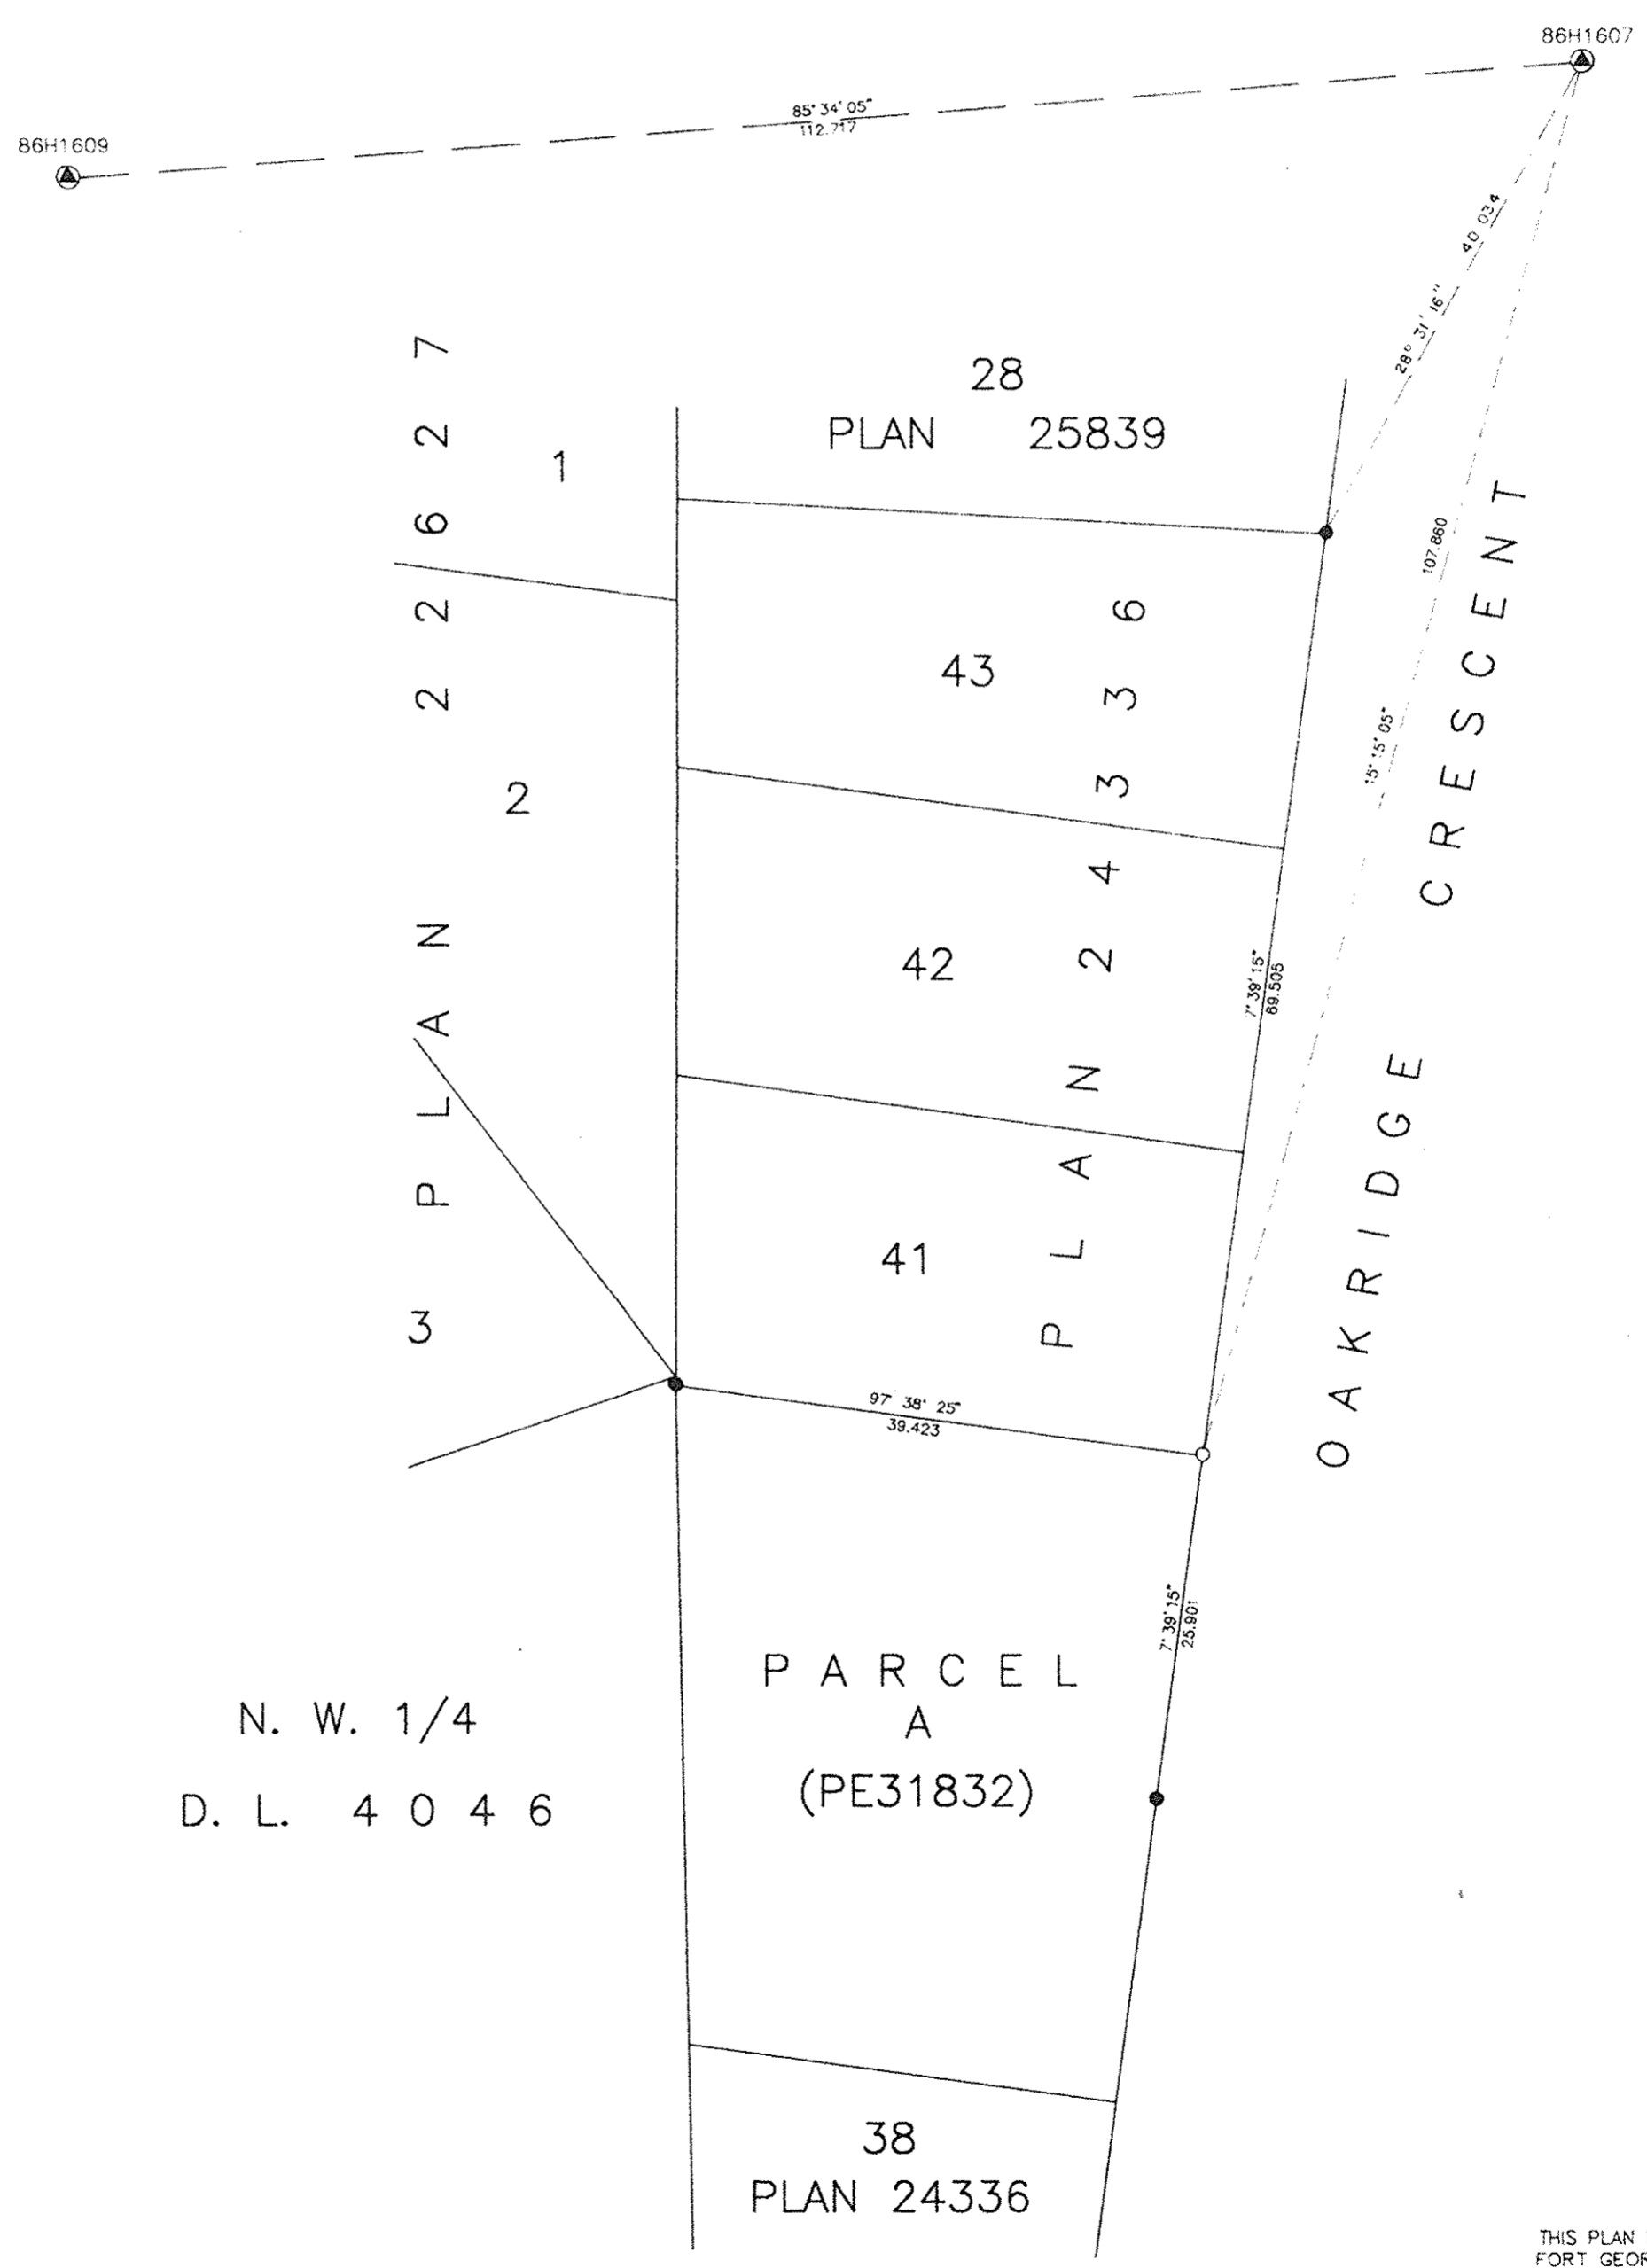 86H1607
85° 34' 05"
112.717
86H1609
40 034
28° 31' 16"
28
PLAN 25839
1
PLAN 22627
107.860
43
15° 15' 05"
2
42
PLAN 24336
7° 39' 15"
69.505
OAKRIDGE CRESCENT
41
3
97 38' 25"
39.423
7° 39' 15"
25.901
PARCEL
A
(PE31832)
N. W. 1/4
D. L. 4046
38
PLAN 24336
THIS PLAN
FORT GEOR